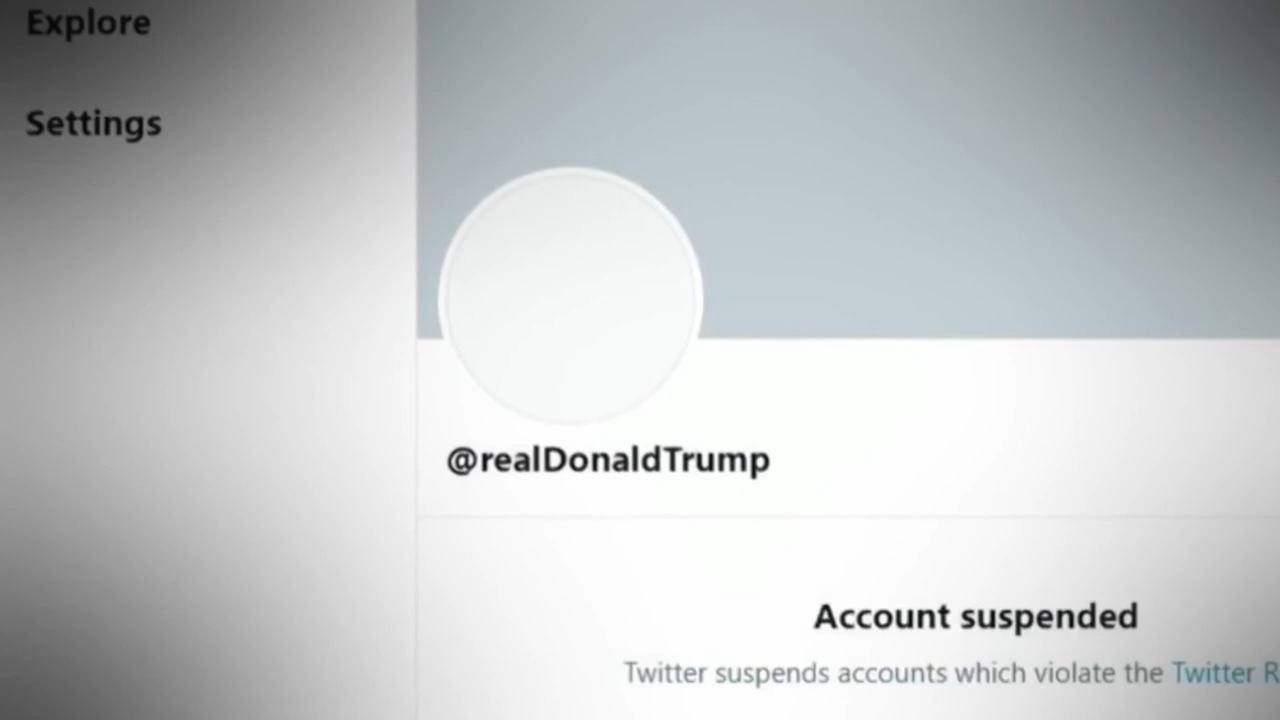 Explore
Settings
@realDonaldTrump
Account suspended
Twitter suspends accounts which violate the Twitter R